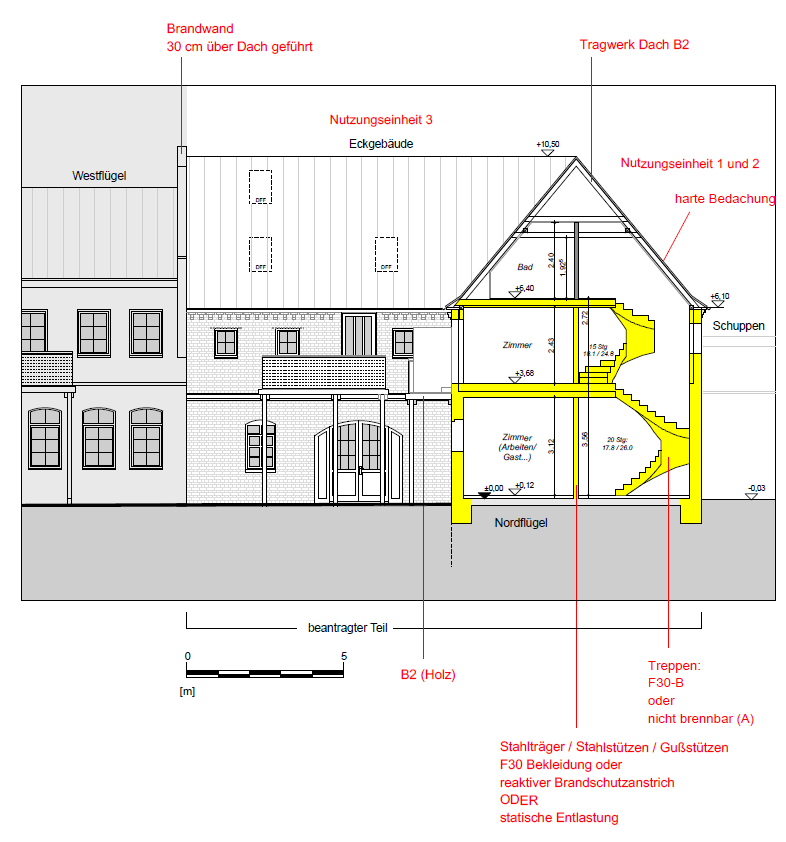 Brandwand
30 cm über Dach geführt
Tragwerk Dach B2
Nutzungseinheit 3
Eckgebäude
+10,50
Nutzungseinheit 1 und 2
Westflügel
harte Bedachung
DFF
DFF
DFF
2,40
1,92⁵
Bad
+6,40
+6,10
Schuppen
2,72
Zimmer
2,43
15 Stg
18.1 / 24.8
+3,68
Zimmer
(Arbeiten/
Gast...)
3,12
3,56
20 Stg:
17.8 / 26.0
±0,00
+0,12
-0,03
Nordflügel
beantragter Teil
0
5
[m]
B2 (Holz)
Treppen:
F30-B
oder
nicht brennbar (A)
Stahlträger / Stahlstützen / Gußstützen
F30 Bekleidung oder
reaktiver Brandschutzanstrich
ODER
statische Entlastung